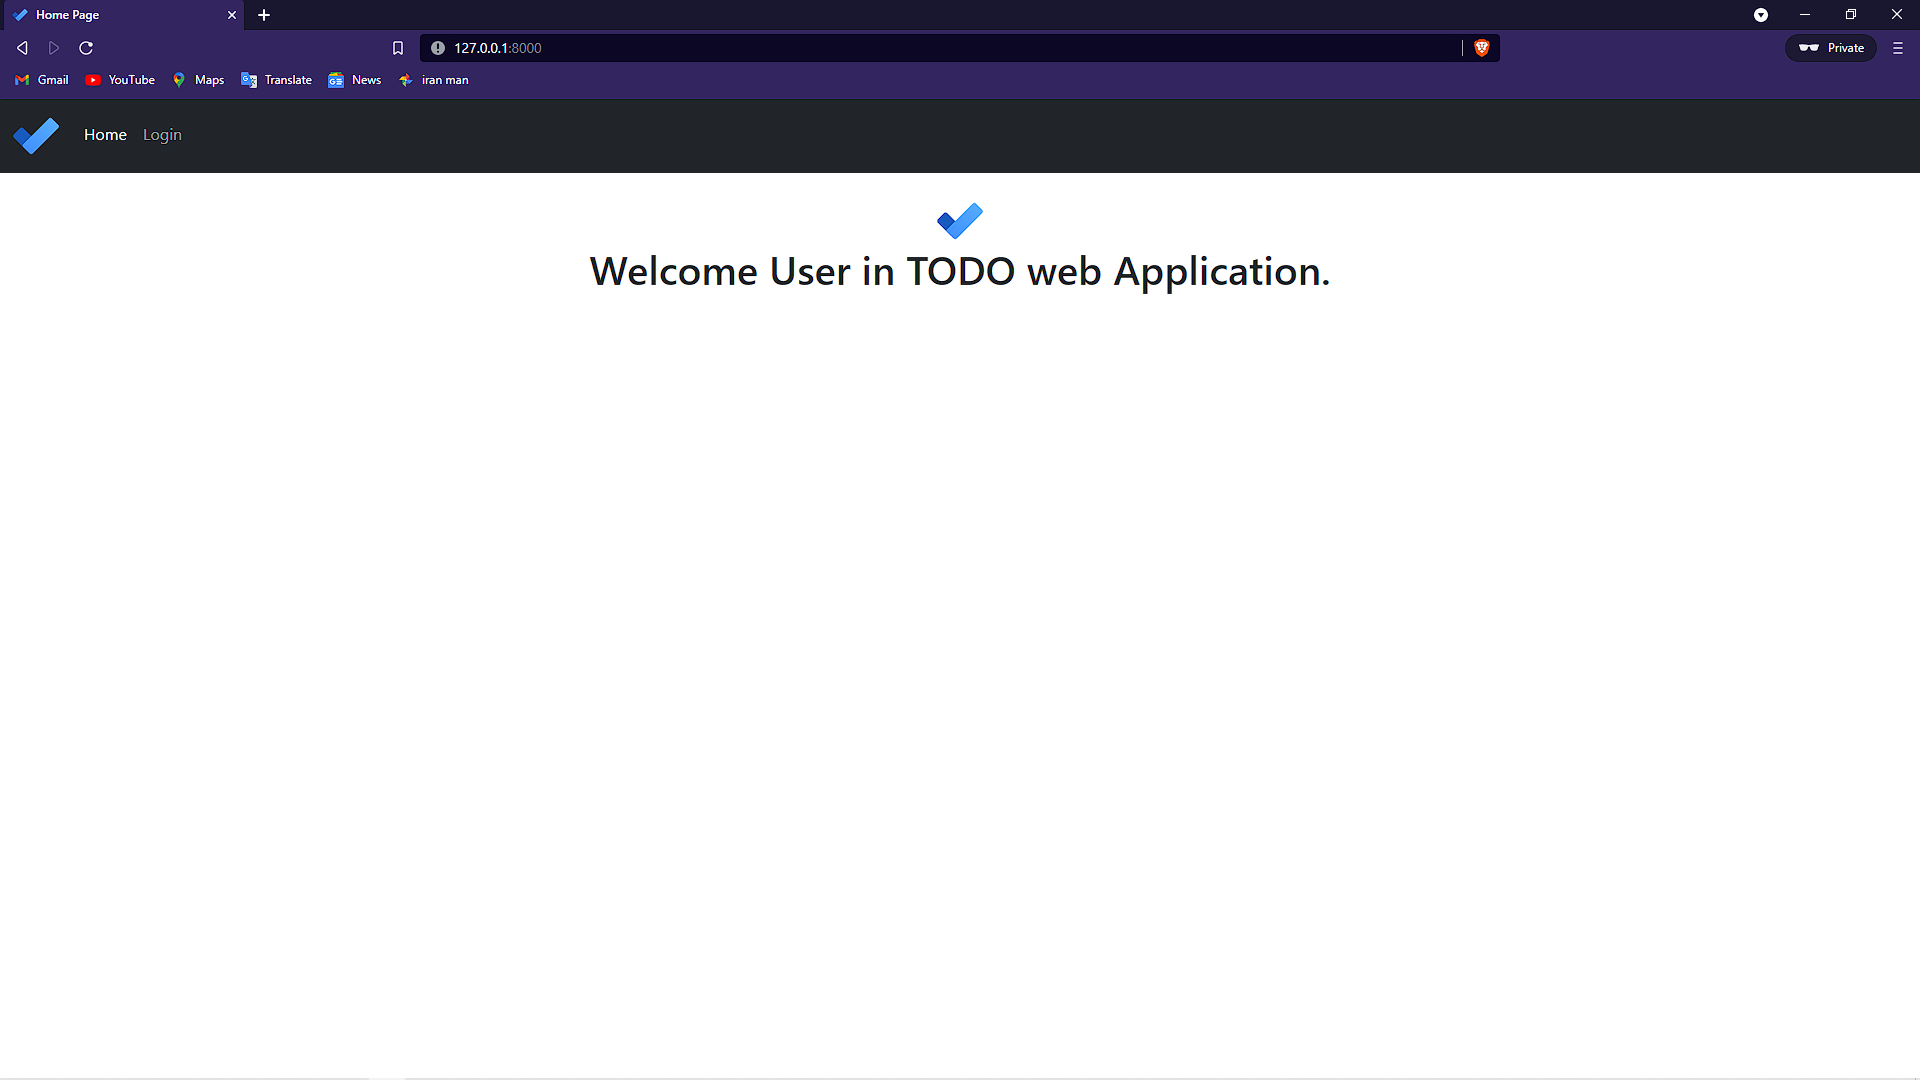 Home Page
127.0.0.1:8000
Private
Gmail YouTube Maps Translate News iran man
Home Login
Welcome User in TODO web Application.